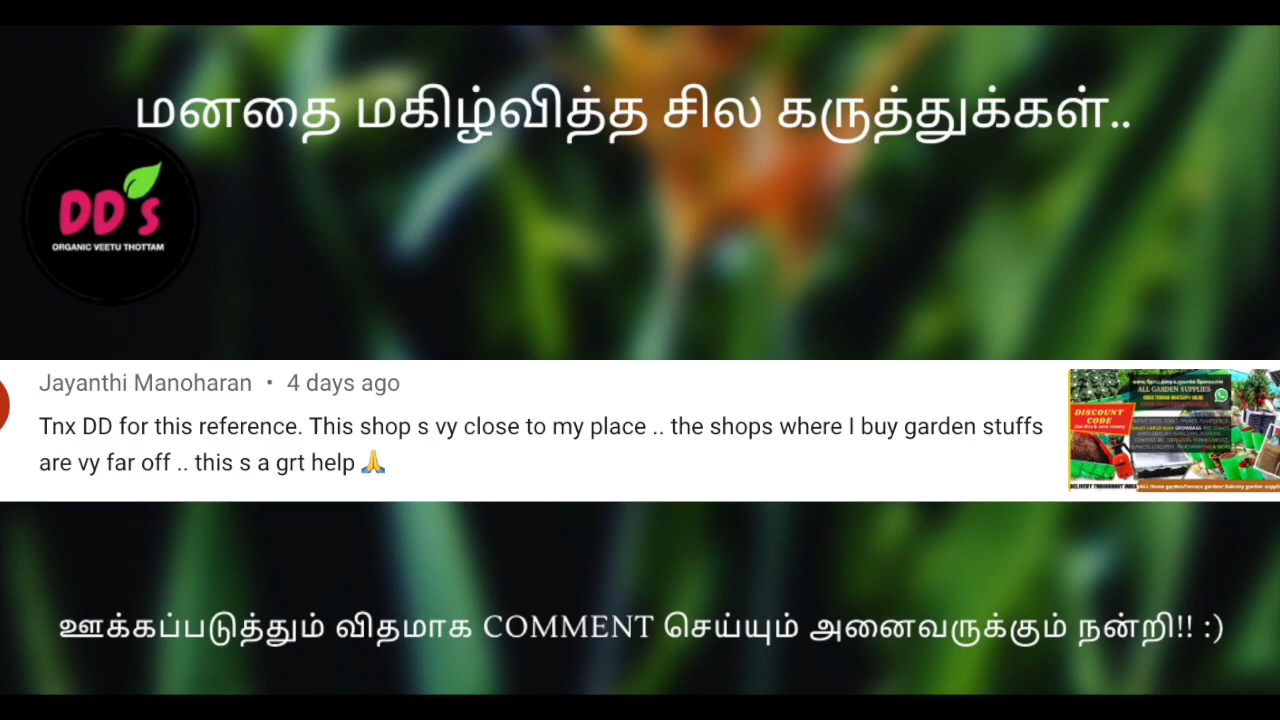 மனதை மகிழ்வித்த சில கருத்துக்கள்..
DD's
ORGANIC VEETU THOTTAM
Jayanthi Manoharan • 4 days ago
Tnx DD for this reference. This shop s vy close to my place .. the shops where I buy garden stuffs
are vy far off .. this s a grt help 🙏
ALL GARDEN SUPPLIES
DISCOUNT
CODE
ஊக்கப்படுத்தும் விதமாக COMMENT செய்யும் அனைவருக்கும் நன்றி!! :)